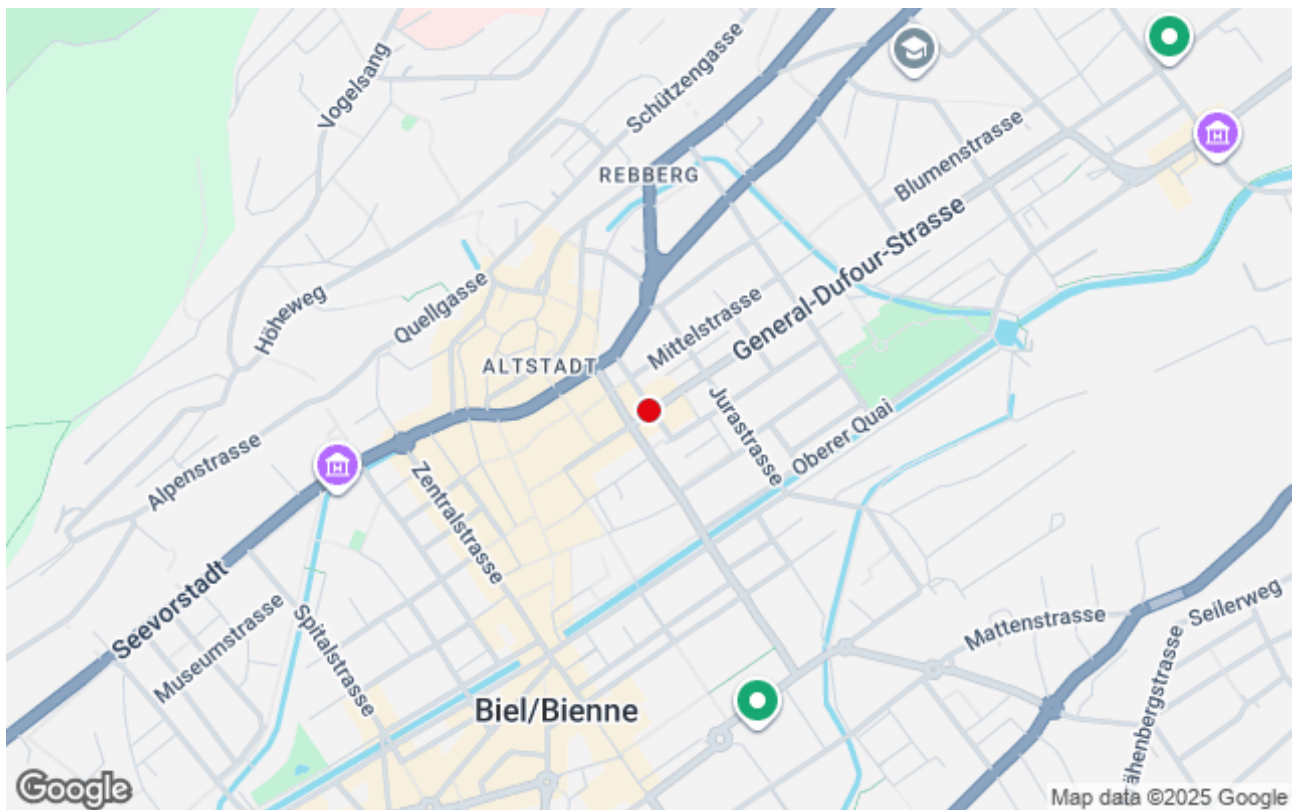 Vogelsang
Schützengasse
REBBERG
Blumenstrasse
Höheweg
Quellgasse
Mittelstrasse
General-Dufour-Strasse
ALTSTADT
Jurastrasse
Oberer Quai
Alpenstrasse
Zentralstrasse
Seevorstadt
Museumstrasse
Spitalstrasse
Mattenstrasse
Seilerweg
ähenbergstrasse
Biel/Bienne
Google
Map data ©2025 Google